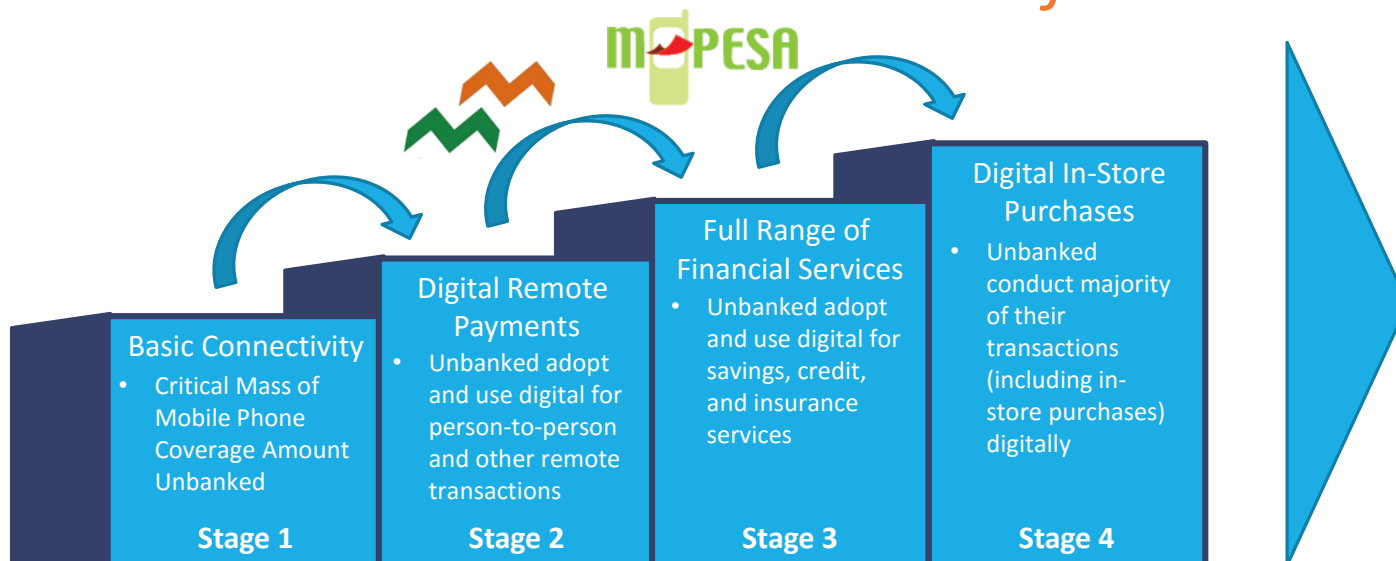 M-PESA
Basic Connectivity
• Critical Mass of
Mobile Phone
Coverage Amount
Unbanked
Stage 1
Digital Remote
Payments
• Unbanked adopt
and use digital for
person-to-person
and other remote
transactions
Stage 2
Full Range of
Financial Services
• Unbanked adopt
and use digital for
savings, credit,
and insurance
services
Stage 3
Digital In-Store
Purchases
• Unbanked
conduct majority
of their
transactions
(including in-
store purchases)
digitally
Stage 4